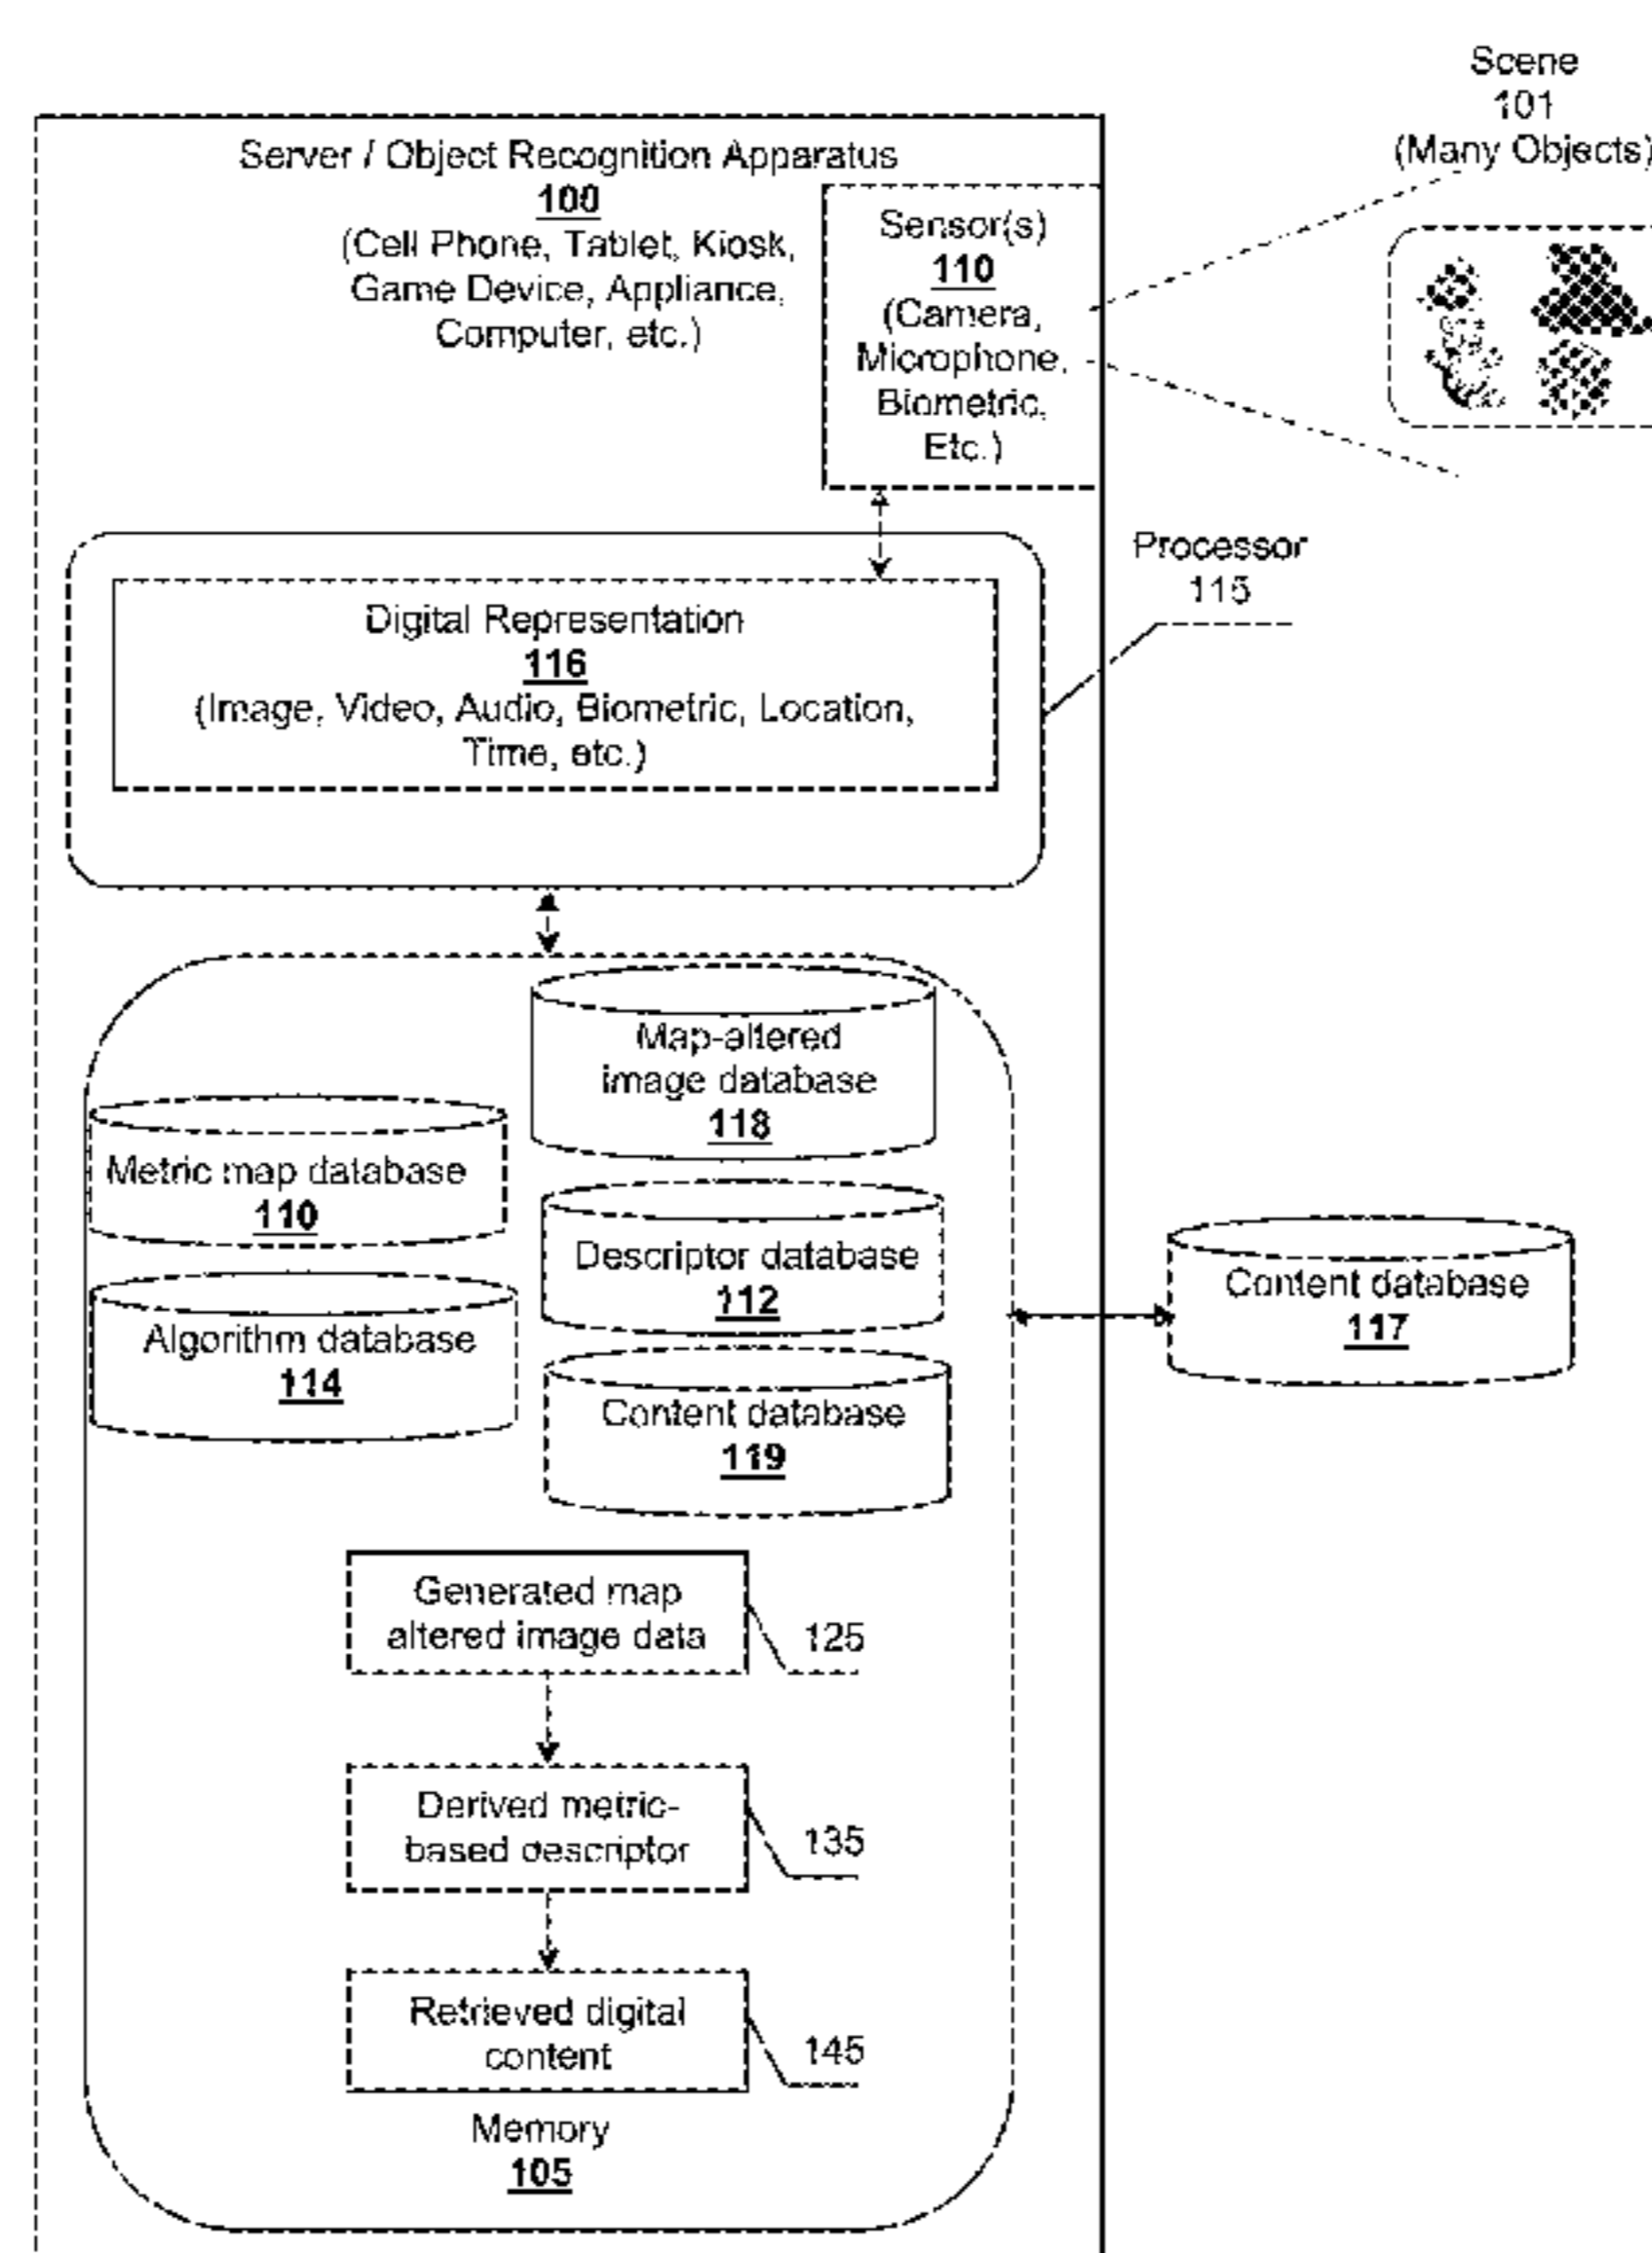 Scene
101
(Many Objects)
Server / Object Recognition Apparatus
100
(Cell Phone, Tablet, Kiosk,
Game Device, Appliance,
Computer, etc.)
Sensor(s)
110
(Camera,
Microphone,
Biometric,
Etc.)
Processor
115
Digital Representation
116
(Image, Video, Audio, Biometric, Location,
Time, etc.)
Map-altered
image database
118
Metric map database
110
Descriptor database
112
Content database
117
Algorithm database
114
Content database
119
Generated map
altered image data
125
Derived metric-
based descriptor
135
Retrieved digital
content
145
Memory
105